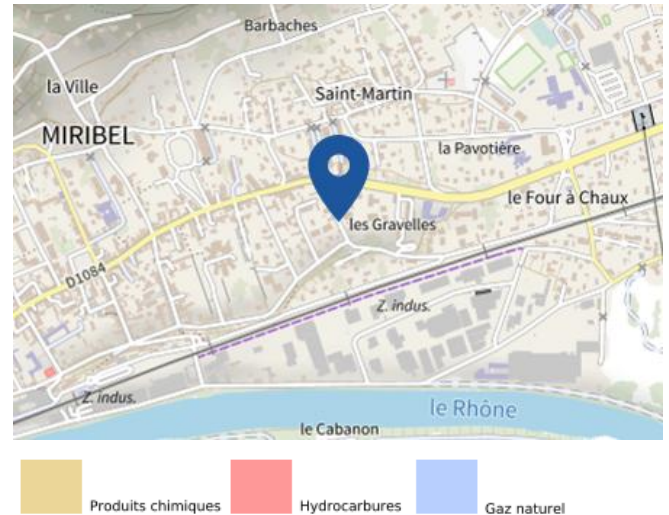 Barbaches
la Ville
Saint-Martin
MIRIBEL
la Pavotière
le Four à Chaux
les Gravelles
D1084
Z. indus.
Z. indus.
le Rhône
le Cabanon
Produits chimiques
Hydrocarbures
Gaz naturel